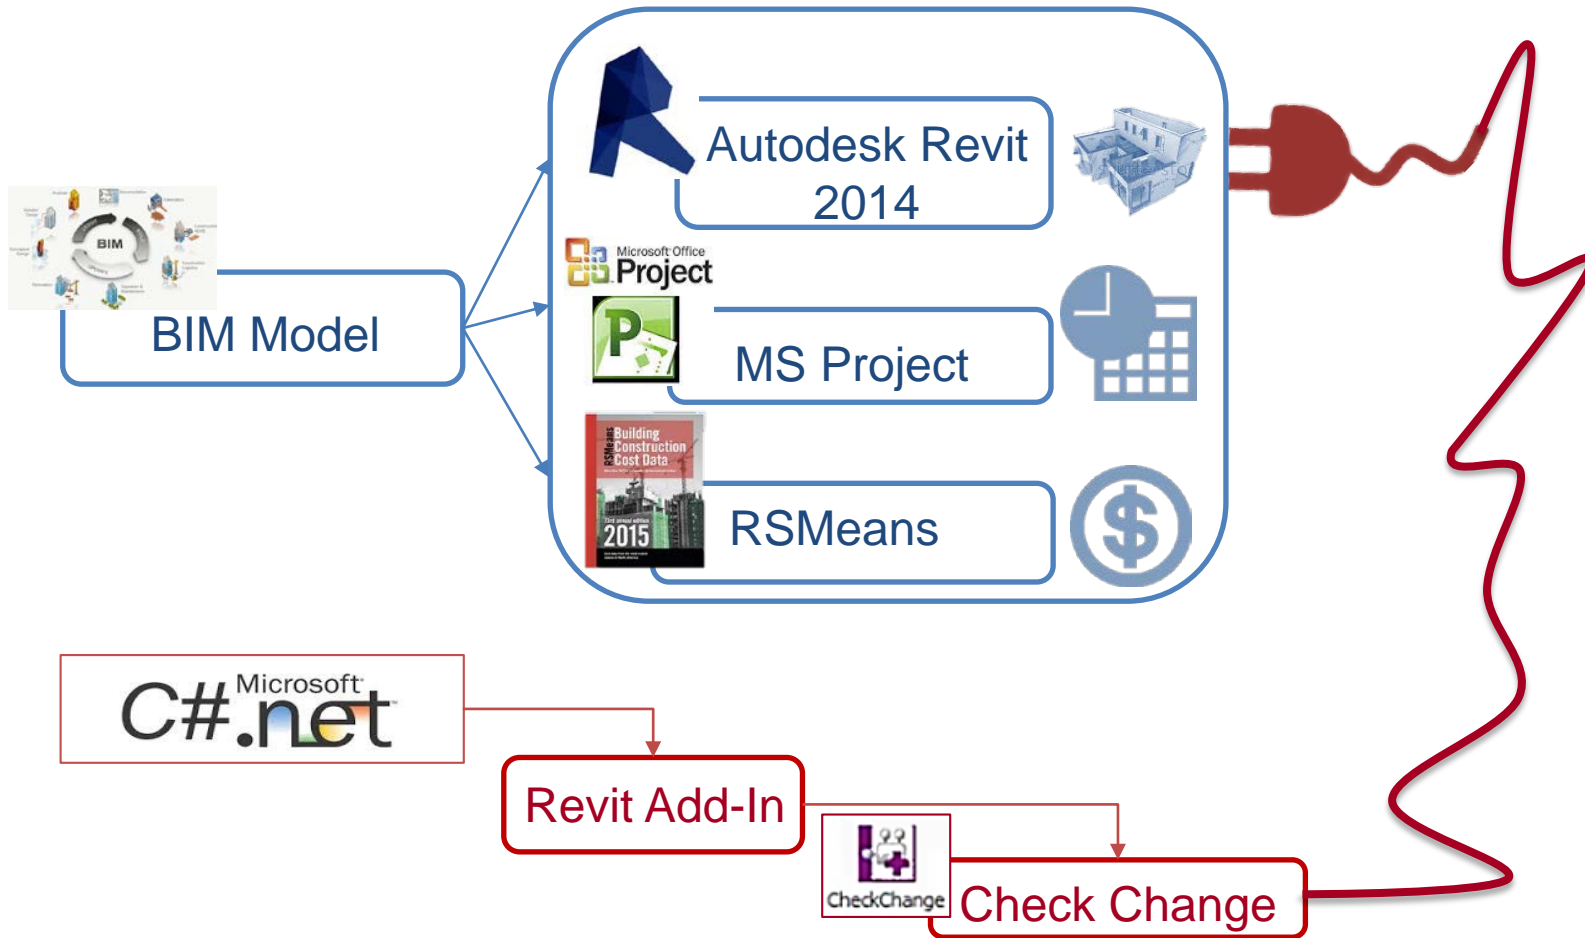 Autodesk Revit
2014
BIM
BIM Model
Microsoft Office
Project
P
MS Project
RSMeans
Building
Construction
Cost Data
2015
RSMeans
$
C#
Microsoft
.net
Revit Add-In
CheckChange
Check Change